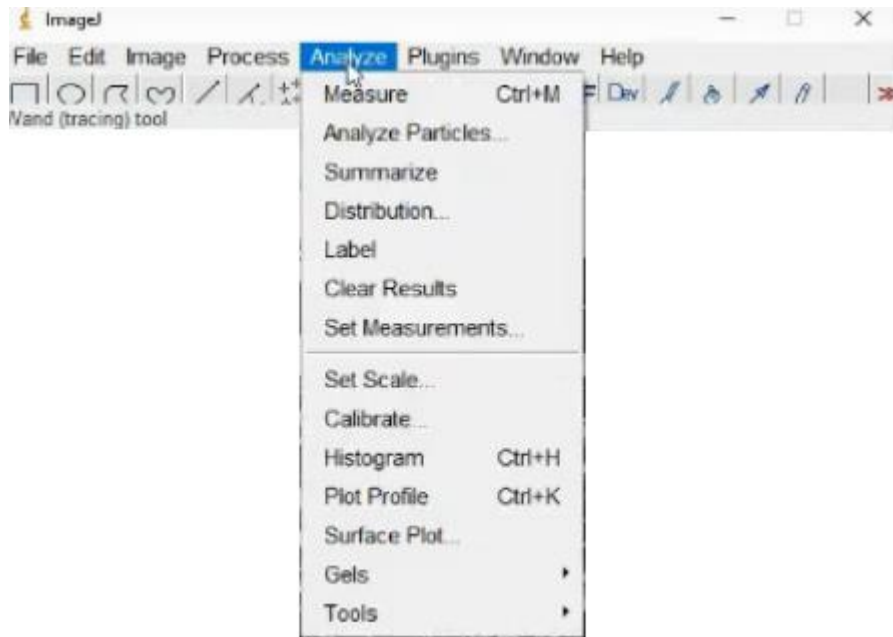 ImageJ
File Edit Image Process Analyze Plugins Window Help
Dev
Wand (tracing) tool
Measure Ctrl+M
Analyze Particles...
Summarize
Distribution...
Label
Clear Results
Set Measurements...
Set Scale...
Calibrate...
Histogram Ctrl+H
Plot Profile Ctrl+K
Surface Plot...
Gels
Tools